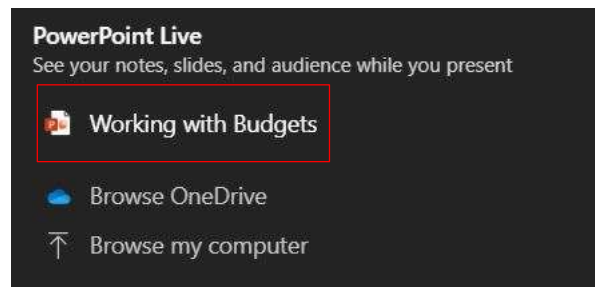 PowerPoint Live
See your notes, slides, and audience while you present
Working with Budgets
Browse OneDrive
Browse my computer